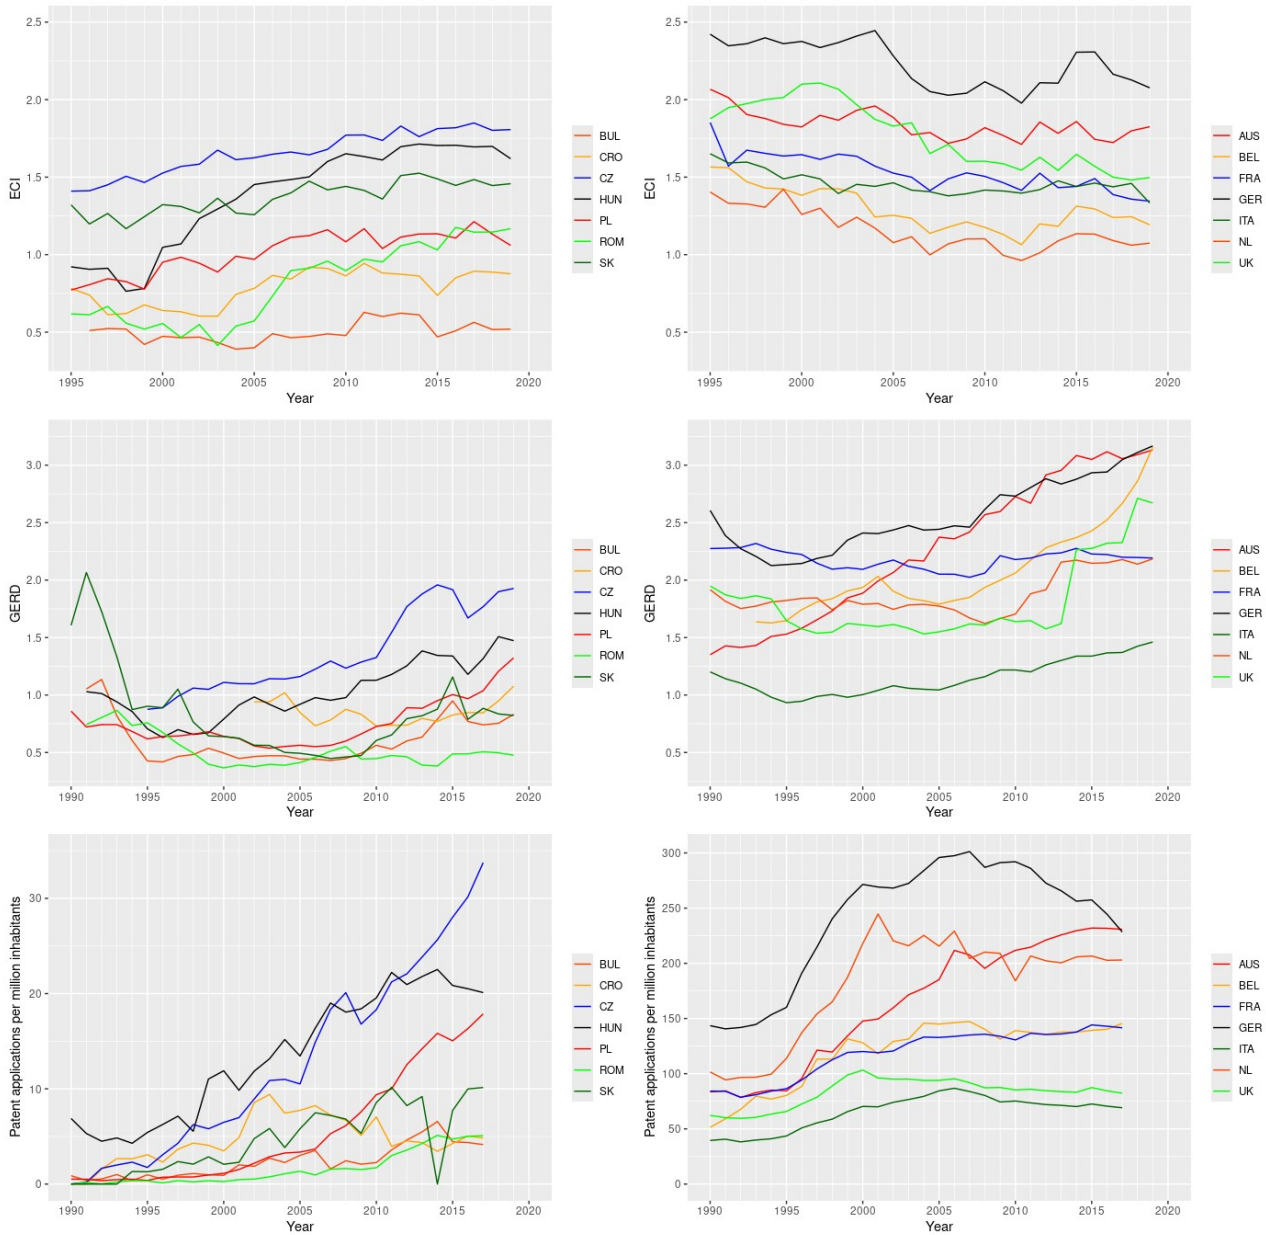 2.5
2.0
1.5
1.0
0.5
ECI
1995 2000 2005 2010 2015 2020
Year
BUL
CRO
CZ
HUN
PL
ROM
SK
2.5
2.0
1.5
1.0
0.5
ECI
1995 2000 2005 2010 2015 2020
Year
AUS
BEL
FRA
GER
ITA
NL
UK
3.0
2.5
2.0
1.5
1.0
0.5
GERD
1990 1995 2000 2005 2010 2015 2020
Year
BUL
CRO
CZ
HUN
PL
ROM
SK
3.0
2.5
2.0
1.5
1.0
0.5
GERD
1990 1995 2000 2005 2010 2015 2020
Year
AUS
BEL
FRA
GER
ITA
NL
UK
30
20
10
0
Patent applications per million inhabitants
1990 1995 2000 2005 2010 2015 2020
Year
BUL
CRO
CZ
HUN
PL
ROM
SK
300
250
200
150
100
50
0
Patent applications per million inhabitants
1990 1995 2000 2005 2010 2015 2020
Year
AUS
BEL
FRA
GER
ITA
NL
UK